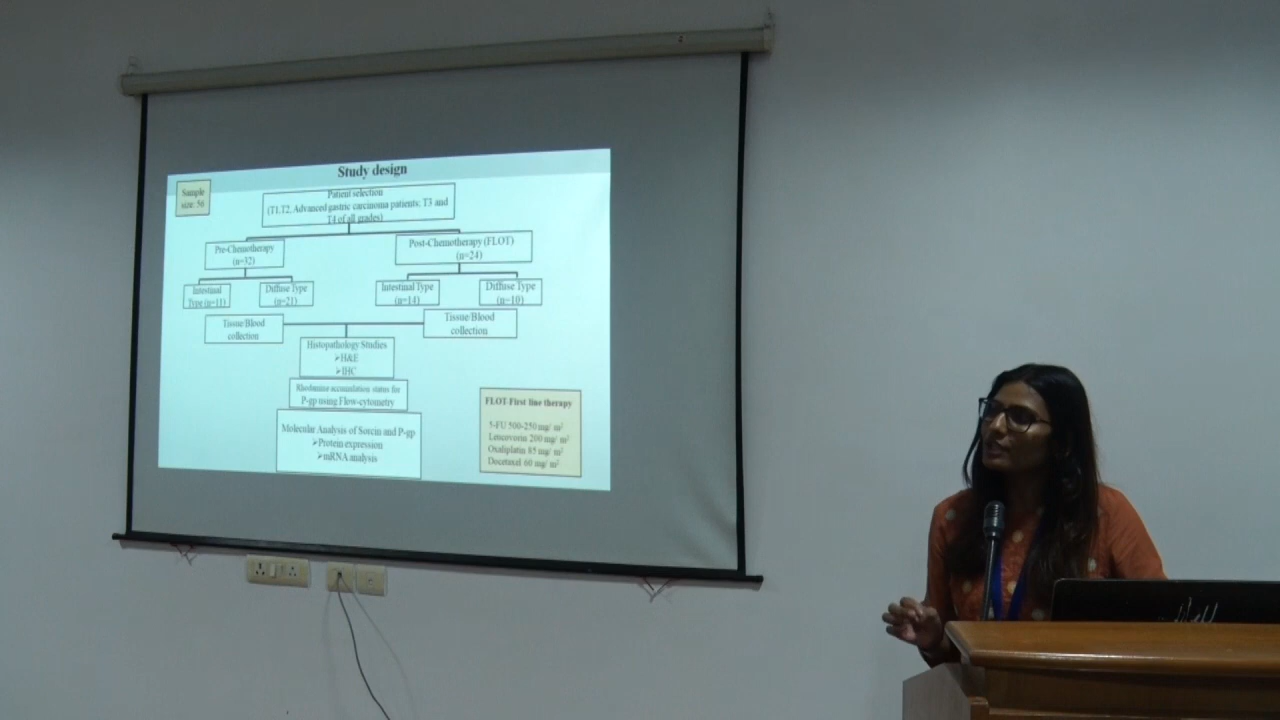 Study design
Sample
size: 56
Patient selection
(T1,T2, Advanced gastric carcinoma patients: T3 and
T4 of all grades)
Pre-Chemotherapy
(n=32)
Post-Chemotherapy (FLOT)
(n=24)
Intestinal
Type (n=11)
Diffuse Type
(n=21)
Intestinal Type
(n=14)
Diffuse Type
(n=10)
Tissue/Blood
collection
Tissue/Blood
collection
Histopathology Studies
➢H&E
➢IHC
Rhodamine accumulation status for
P-gp using Flow-cytometry
Molecular Analysis of Sorcin and P-gp
➢Protein expression
➢mRNA analysis
FLOT-First line therapy
5-FU 500-250 mg/ m²
Leucovorin 200 mg/ m²
Oxaliplatin 85 mg/ m²
Docetaxel 60 mg/ m²